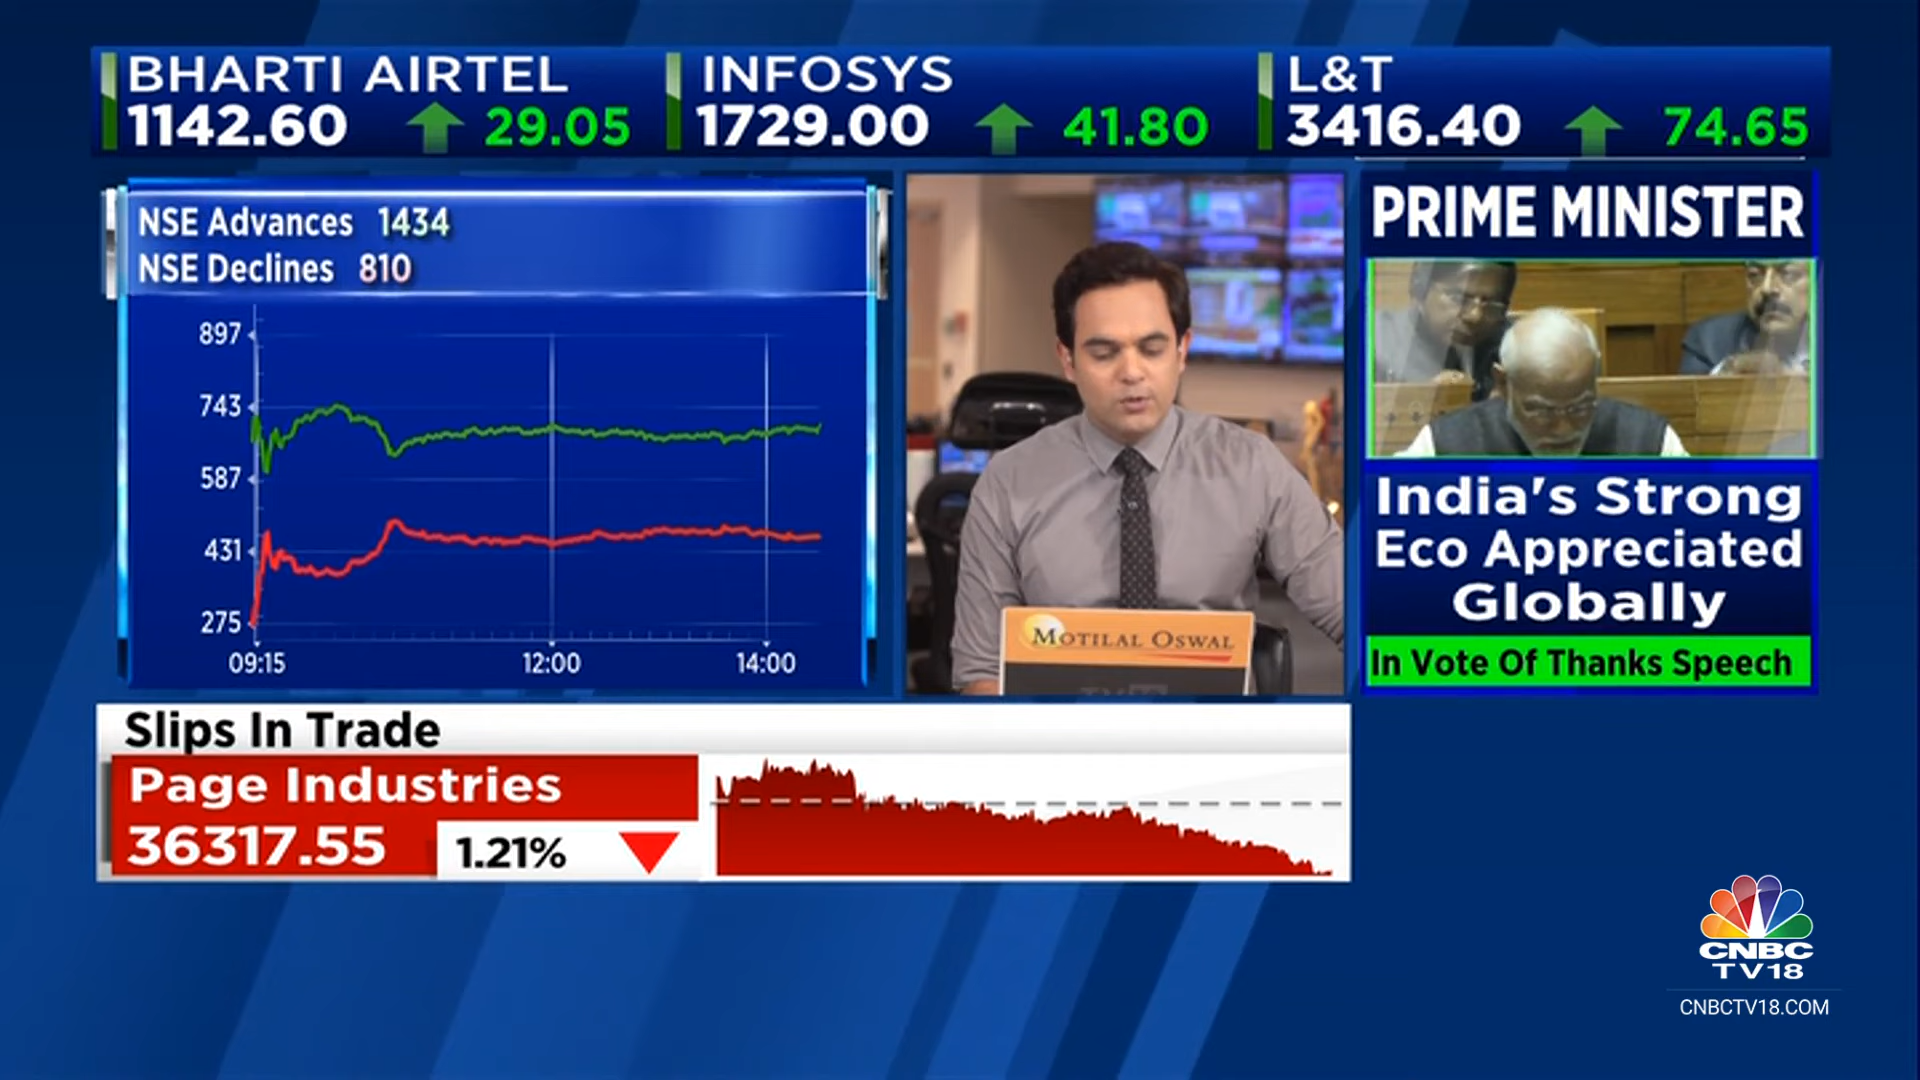 BHARTI AIRTEL
1142.60 29.05
INFOSYS
1729.00 41.80
L&T
3416.40 74.65
NSE Advances 1434
NSE Declines 810
897
743
587
431
275
09:15 12:00 14:00
MOTILAL OSWAL
PRIME MINISTER
India's Strong
Eco Appreciated
Globally
In Vote Of Thanks Speech
Slips In Trade
Page Industries
36317.55
1.21%
CNBC
TV18
CNBCTV18.COM